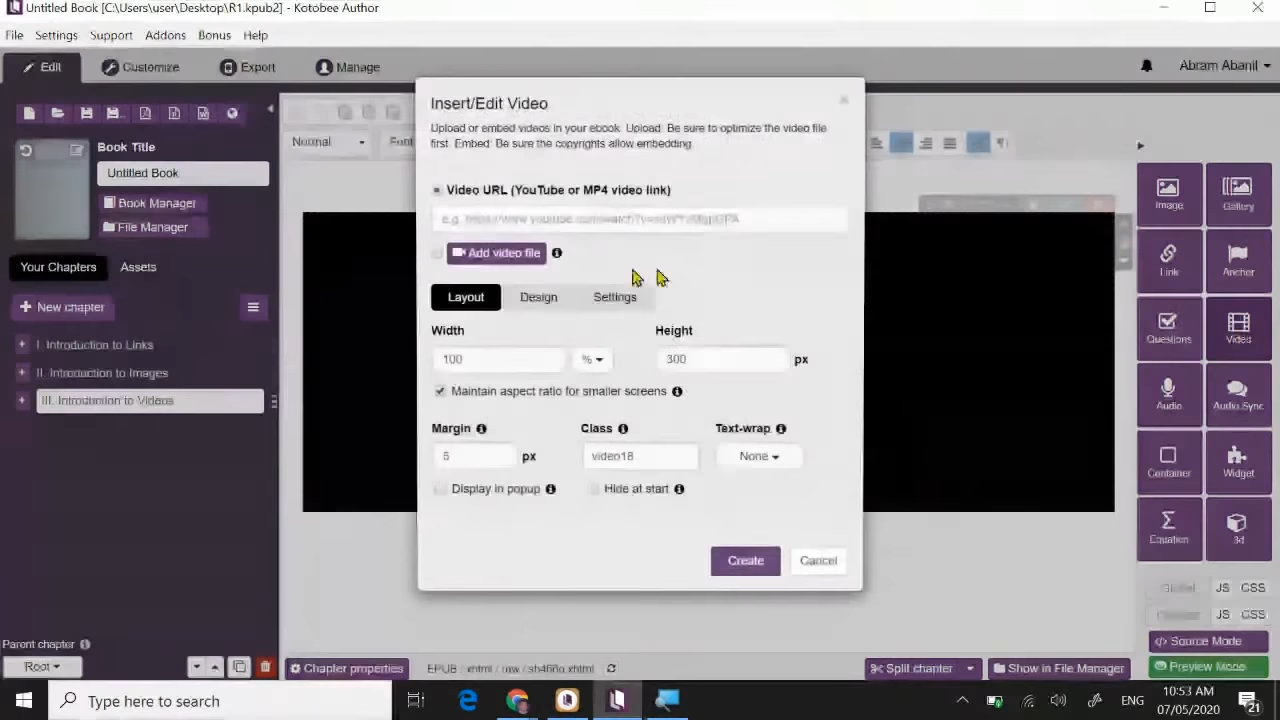 Untitled Book [C:\Users\user\Desktop\R1.kpub2] - Kotobee Author
File Settings Support Addons Bonus Help
Edit Customize Export Manage Abram Abanil
Book Title
Untitled Book
Book Manager
File Manager
Your Chapters Assets
New chapter
I. Introduction to Links
II. Introduction to Images
III. Introduction to Videos
Parent chapter
Root
Normal Font
Insert/Edit Video
Upload or embed videos in your ebook. Upload: Be sure to optimize the video file
first. Embed: Be sure the copyrights allow embedding.
Video URL (YouTube or MP4 video link)
e.g.
Add video file
Layout Design Settings
Width Height
100 % 300 px
Maintain aspect ratio for smaller screens
Margin Class Text-wrap
5 px video18 None
Display in popup Hide at start
Create Cancel
Image Gallery
Link Anchor
Questions Video
Audio Audio Sync
Container Widget
Equation 3d
Global JS CSS
JS CSS
Source Mode
Preview Mode
Chapter properties EPUB / xhtml / raw / Split chapter Show in File Manager
Type here to search
ENG
10:53 AM
07/05/2020
21